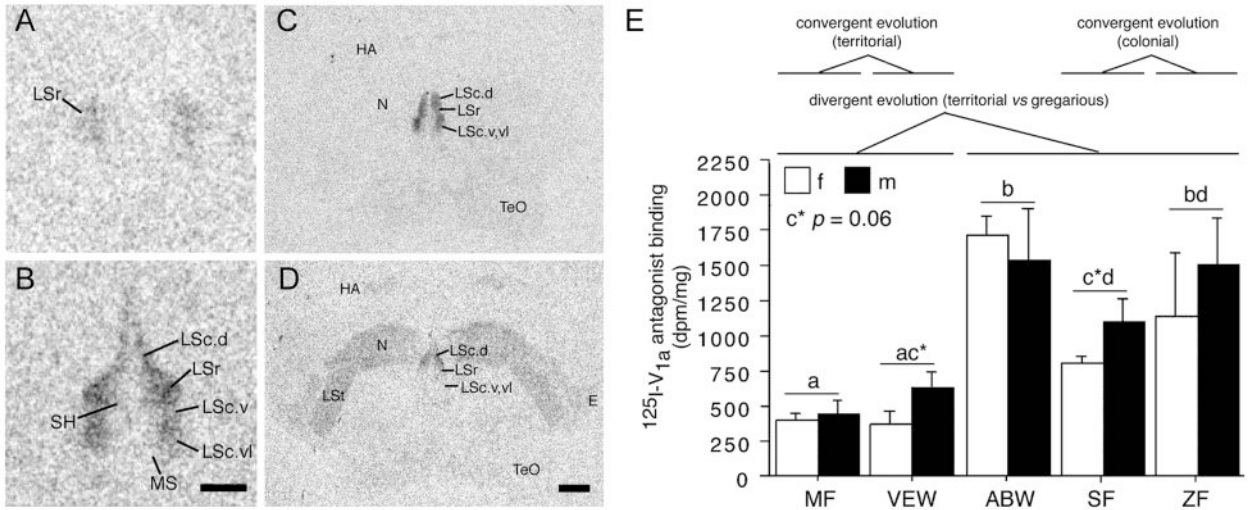 A
LSr
B
LSc.d
LSr
LSc.v
SH
LSc.vl
MS
C
HA
N
LSc.d
LSr
LSc.v,vl
TeO
D
HA
N
LSc.d
LSr
LSc.v,vl
LSt
E
TeO
E
convergent evolution
(territorial)
convergent evolution
(colonial)
divergent evolution (territorial vs gregarious)
125I-V1a antagonist binding
(dpm/mg)
2250
2000
1750
1500
1250
1000
750
500
250
0
f m
c* p = 0.06
a
ac*
b
c*d
bd
MF VEW ABW SF ZF